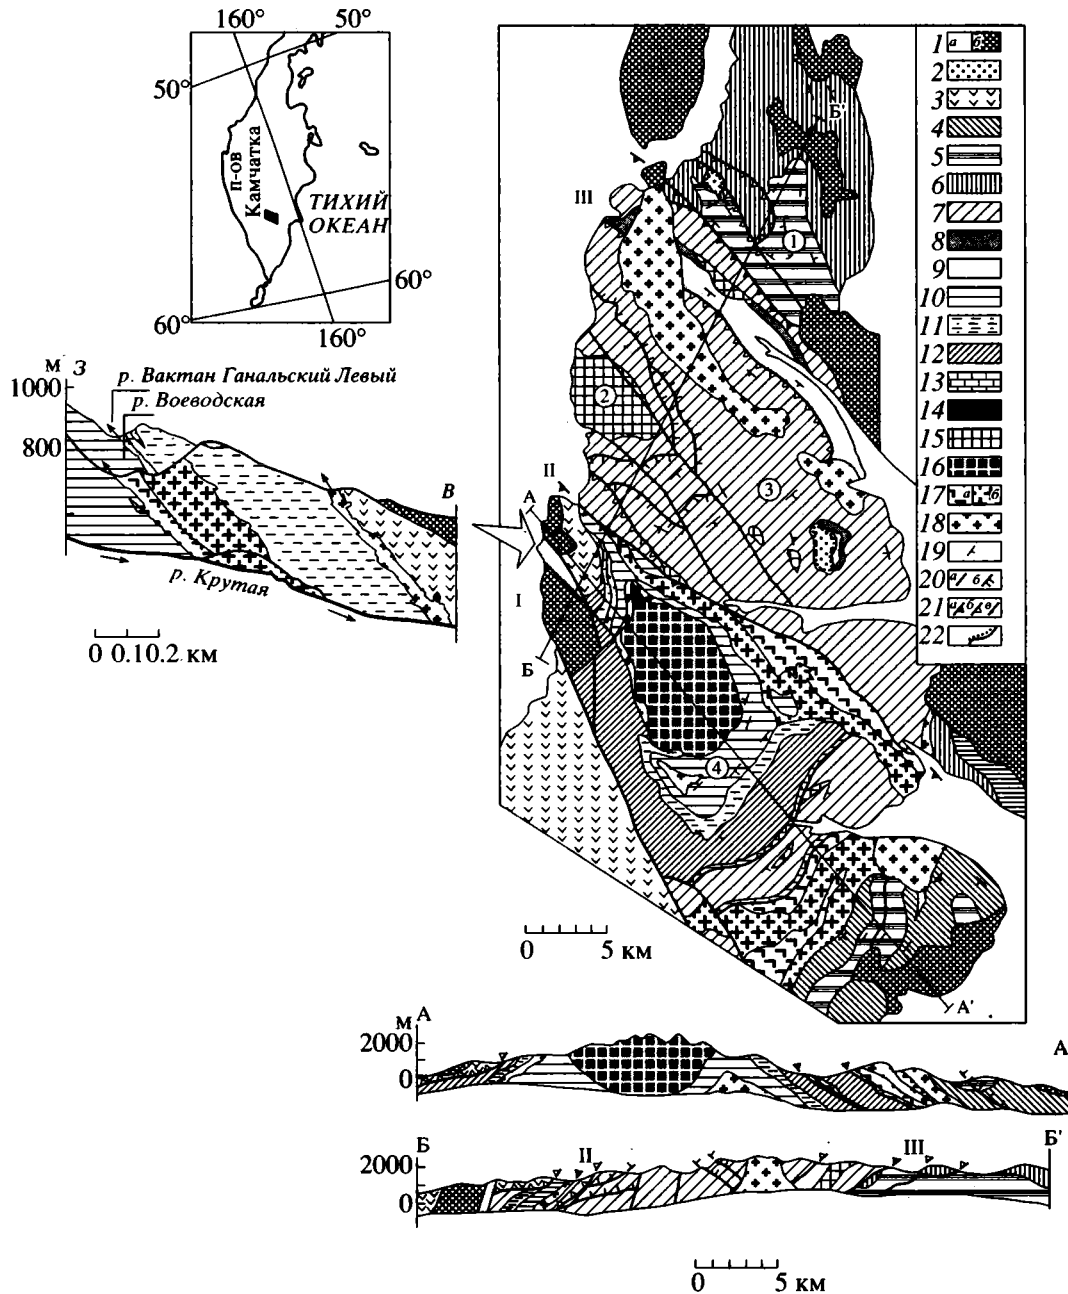 160°
50°
50°
п-ов
Камчатка
ТИХИЙ
ОКЕАН
60°
60°
160°
м
З
1000
р. Вактан Ганальский Левый
р. Воеводская
800
В
р. Крутая
0 0.10.2 км
Б'
III
1
2
II
А
3
I
Б
4
0 5 км
А'
1 а б
2
3
4
5
6
7
8
9
10
11
12
13
14
15
16
17 а б
18
19
20 а б
21 а б в
22
м А
2000
0
А
Б
II
III
Б'
2000
0
0 5 км